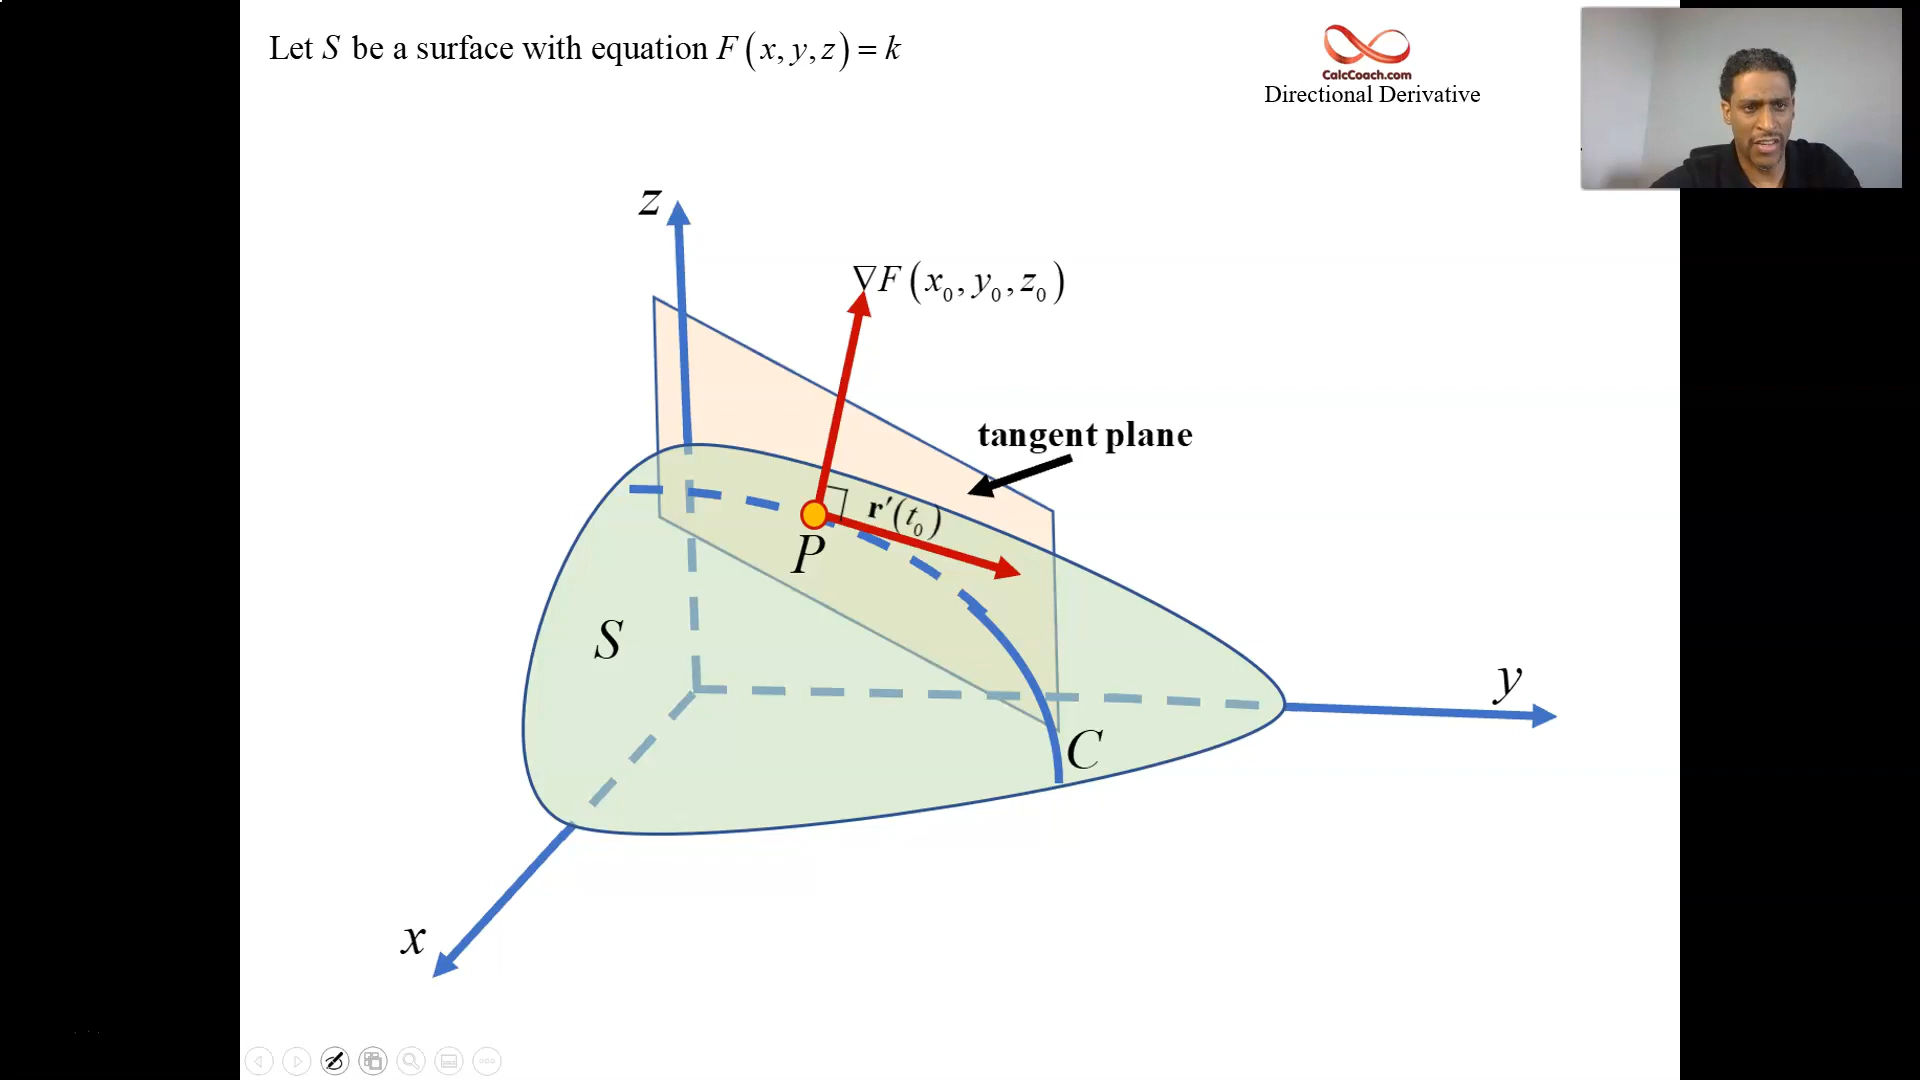 Let S be a surface with equation F(x, y, z) = k
CalcCoach.com
Directional Derivative
z
∇F(x₀, y₀, z₀)
tangent plane
r′(t₀)
P
S
y
C
x